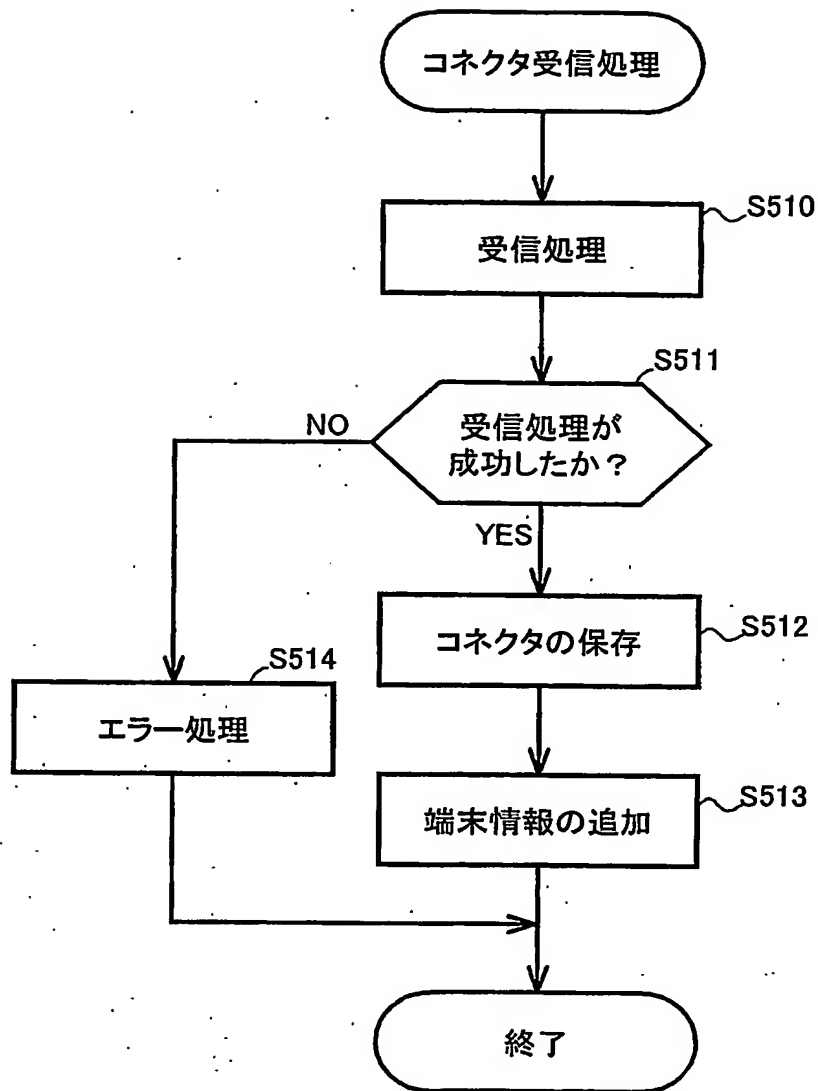 コネクタ受信処理
S510
受信処理
S511
受信処理が
成功したか？
NO
YES
S512
コネクタの保存
S514
エラー処理
S513
端末情報の追加
終了